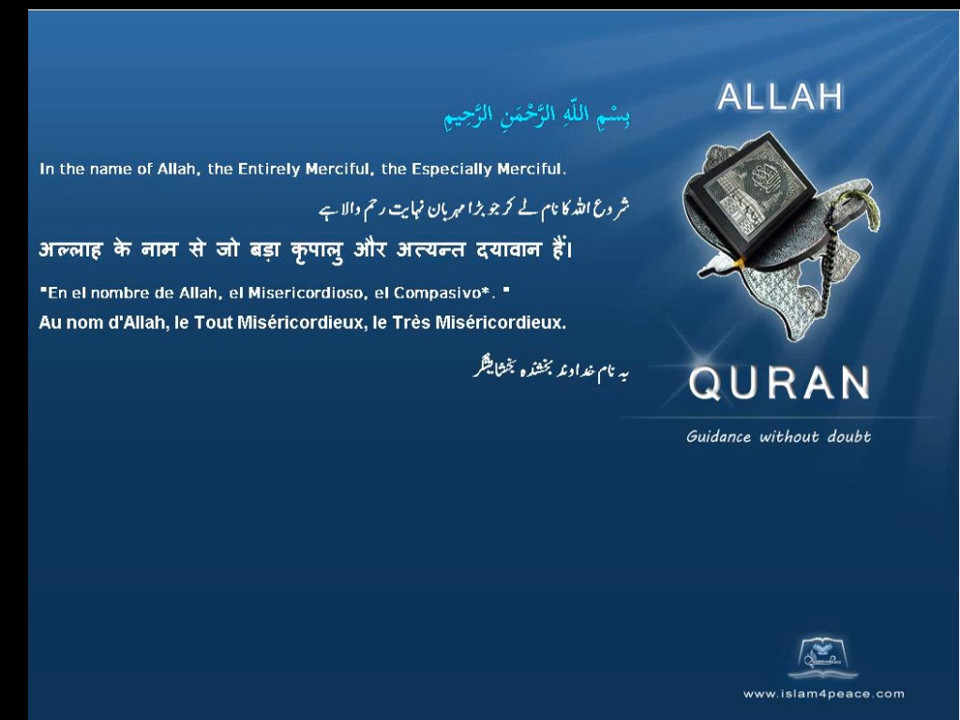 بِسْمِ اللّهِ الرَّحْمَنِ الرَّحِيمِ
In the name of Allah, the Entirely Merciful, the Especially Merciful.
شروع الله کا نام لے کر جو بڑا مہربان نہایت رحم والا ہے
अल्लाह के नाम से जो बड़ा कृपालु और अत्यन्त दयावान हैं।
"En el nombre de Allah, el Misericordioso, el Compasivo*. "
Au nom d'Allah, le Tout Miséricordieux, le Très Miséricordieux.
به نام خداوند بخشنده بخشایشگر
ALLAH
QURAN
Guidance without doubt
www.islam4peace.com